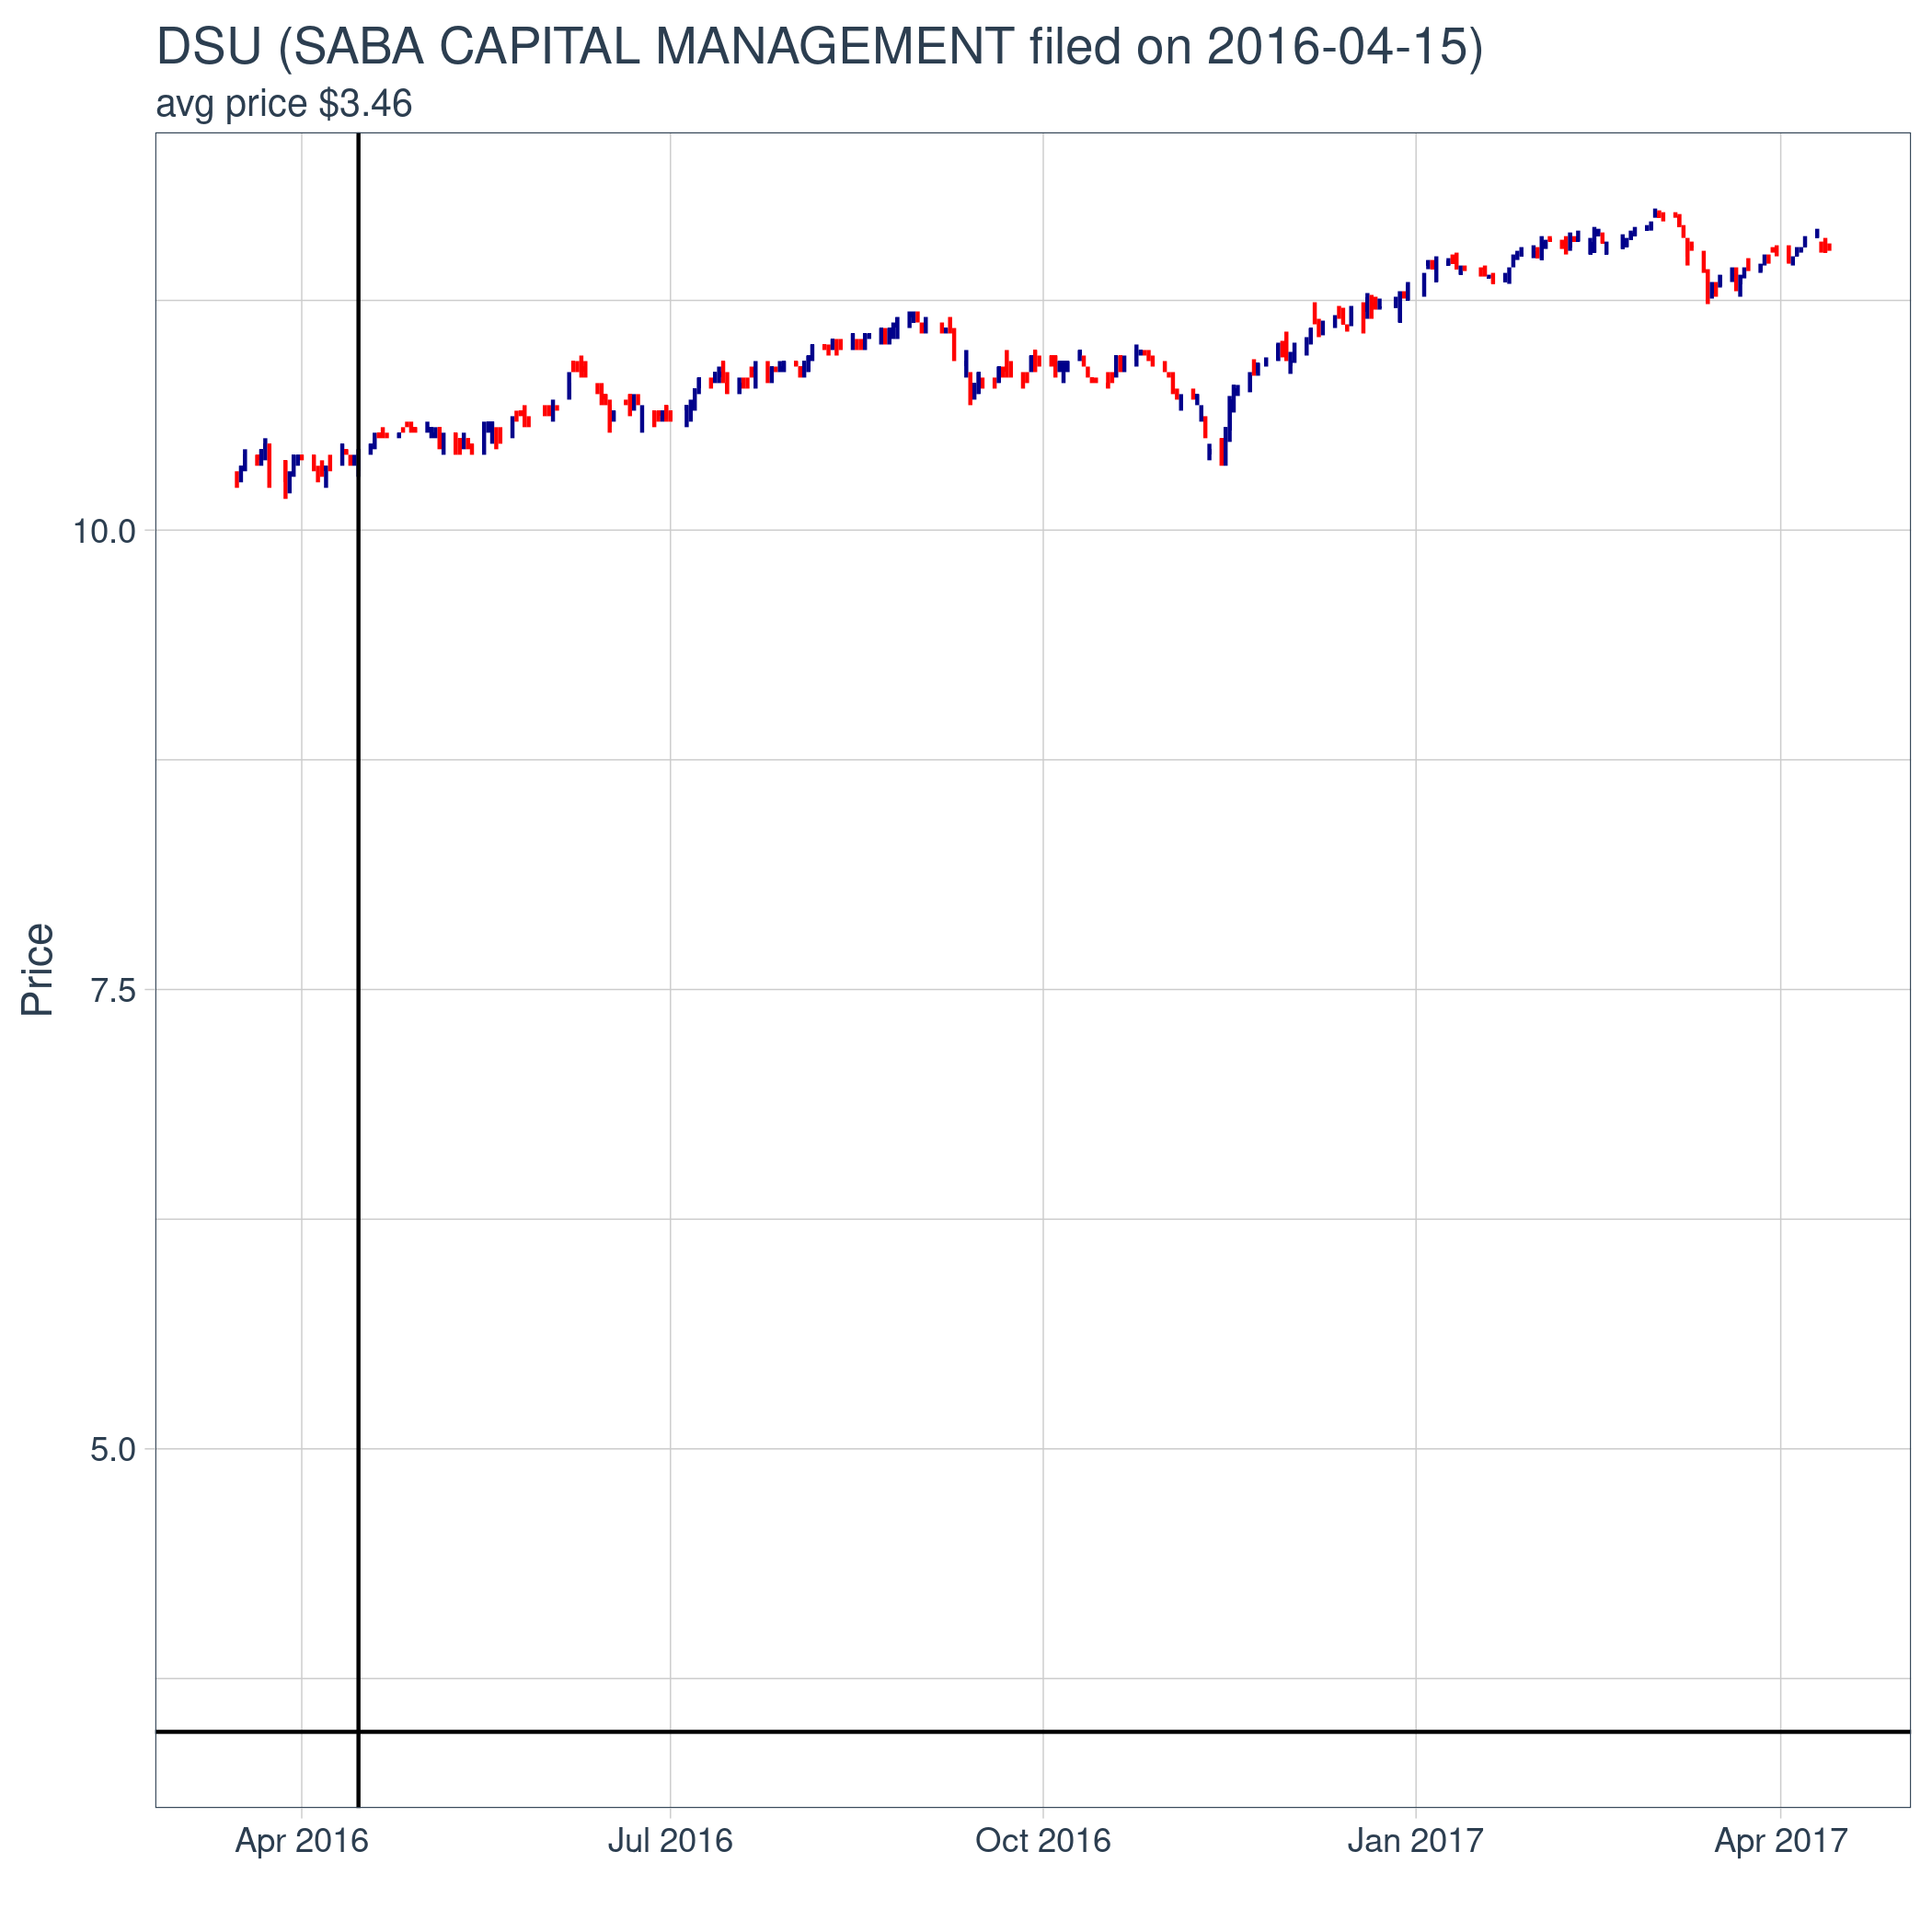 DSU (SABA CAPITAL MANAGEMENT filed on 2016-04-15)
avg price $3.46
10.0
7.5
5.0
Price
Apr 2016
Jul 2016
Oct 2016
Jan 2017
Apr 2017